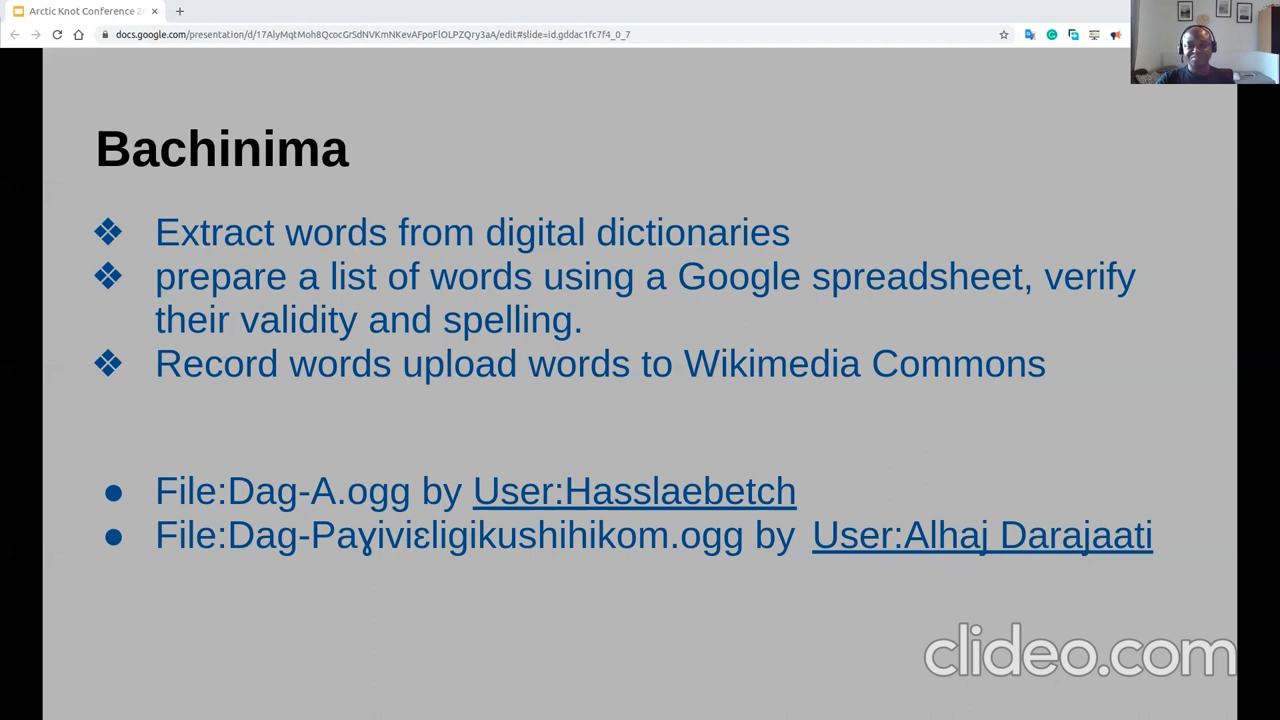 Arctic Knot Conference 2
docs.google.com/presentation/d/17AlyMqtMoh8QcocGrSdNVKmNKevAFpoFlOLPZQry3aA/edit#slide=id.gddac1fc7f4_0_7
Bachinima
❖ Extract words from digital dictionaries
❖ prepare a list of words using a Google spreadsheet, verify
their validity and spelling.
❖ Record words upload words to Wikimedia Commons
● File:Dag-A.ogg by User:Hasslaebetch
● File:Dag-Paɣiviɛligikushihikom.ogg by User:Alhaj Darajaati
clideo.com